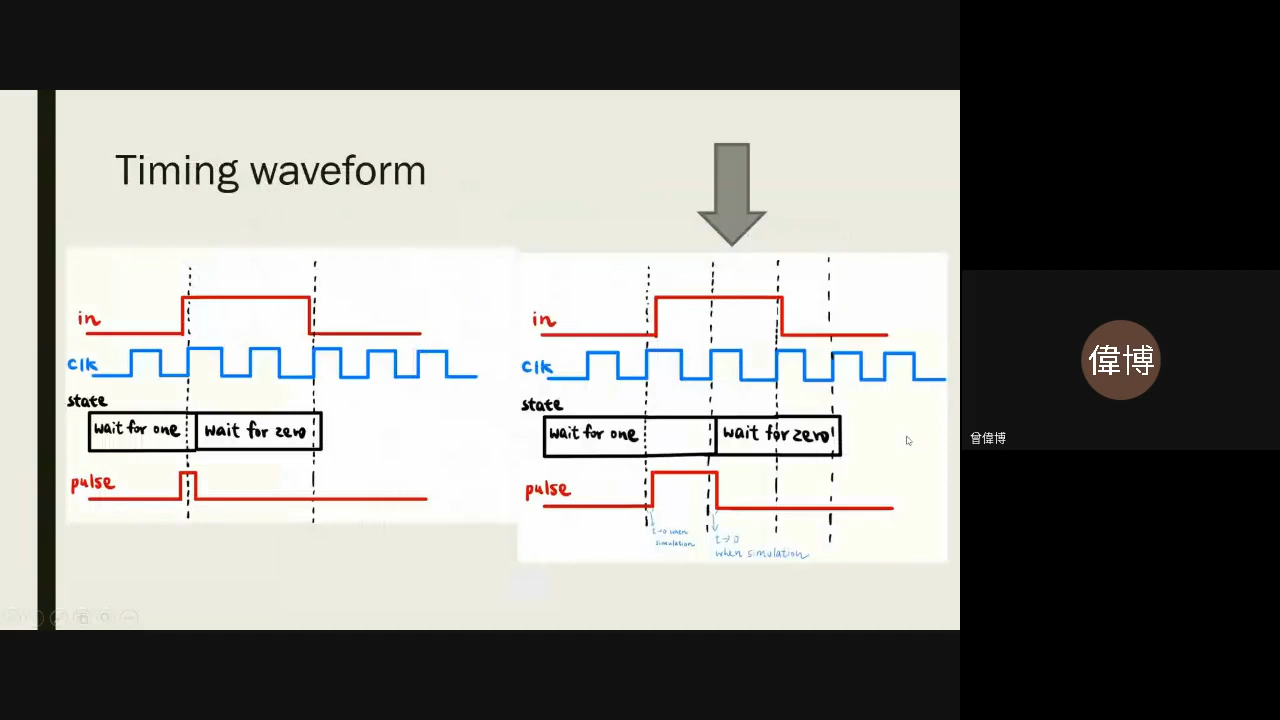 Timing waveform
in
clk
state
wait for one wait for zero
pulse
in
clk
state
wait for one wait for zero
pulse
t→0 when
simulation
t→0
when simulation
偉博
曾偉博